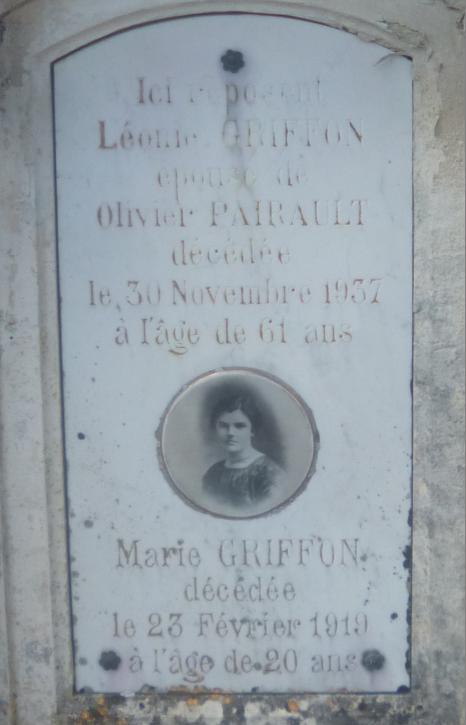 Ici reposent
Léonie GRIFFON
épouse de
Olivier PAIRAULT
décédée
le 30 Novembre 1937
à l'âge de 61 ans
Marie GRIFFON
décédée
le 23 Février 1919
à l'âge de 20 ans